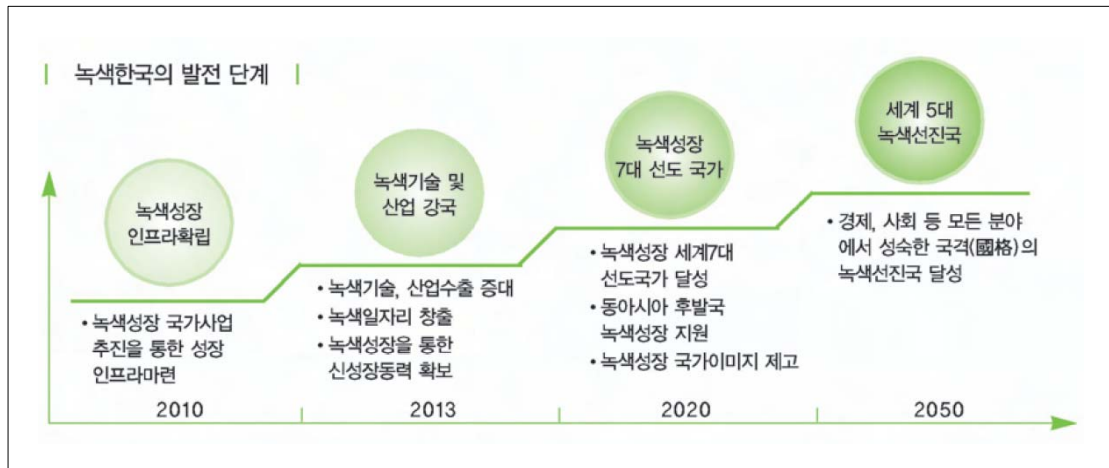 녹색한국의 발전 단계
녹색성장
인프라확립
• 녹색성장 국가사업
추진을 통한 성장
인프라마련
녹색기술 및
산업 강국
• 녹색기술, 산업수출 증대
• 녹색일자리 창출
• 녹색성장을 통한
신성장동력 확보
녹색성장
7대 선도 국가
• 녹색성장 세계7대
선도국가 달성
• 동아시아 후발국
녹색성장 지원
• 녹색성장 국가이미지 제고
세계 5대
녹색선진국
• 경제, 사회 등 모든 분야
에서 성숙한 국격(國格)의
녹색선진국 달성
2010
2013
2020
2050